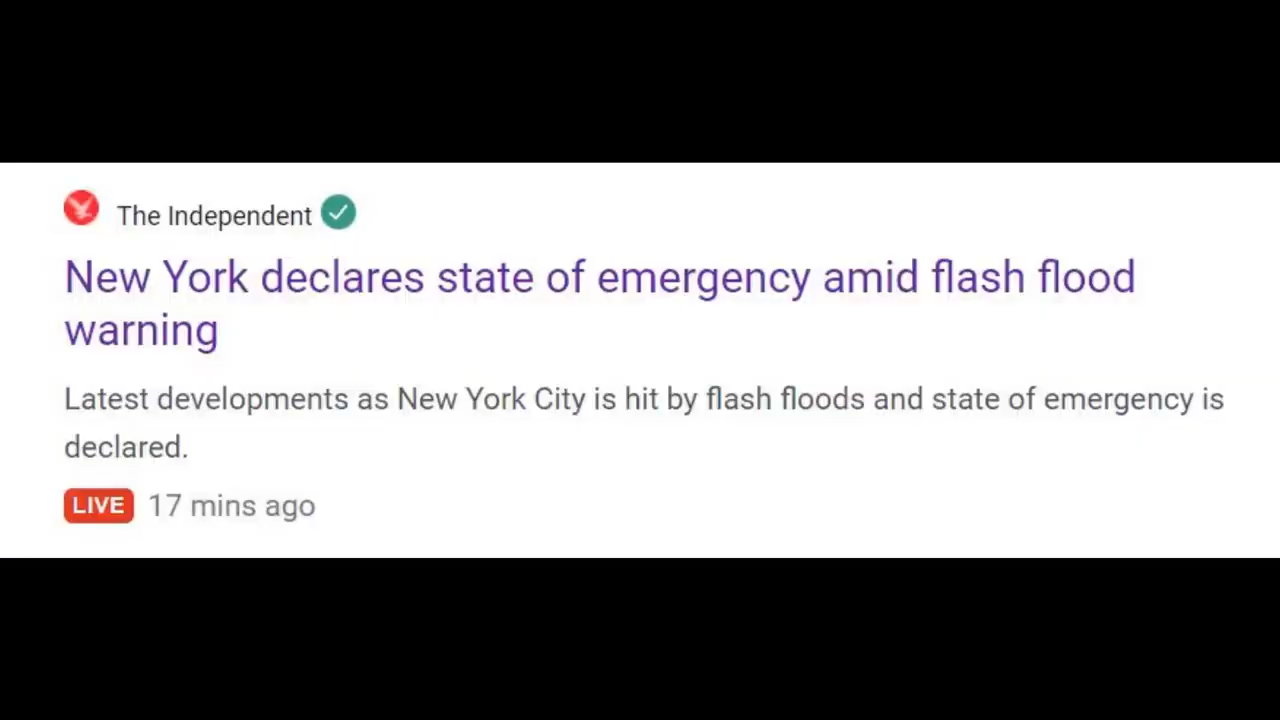 The Independent
New York declares state of emergency amid flash flood
warning
Latest developments as New York City is hit by flash floods and state of emergency is
declared.
LIVE 17 mins ago